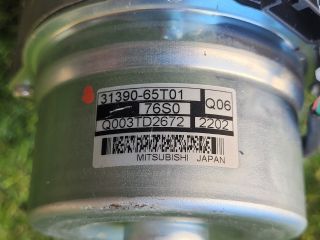 31390-65T01 Q06
76S0
Q003TD2672 2202
MITSUBISHI JAPAN